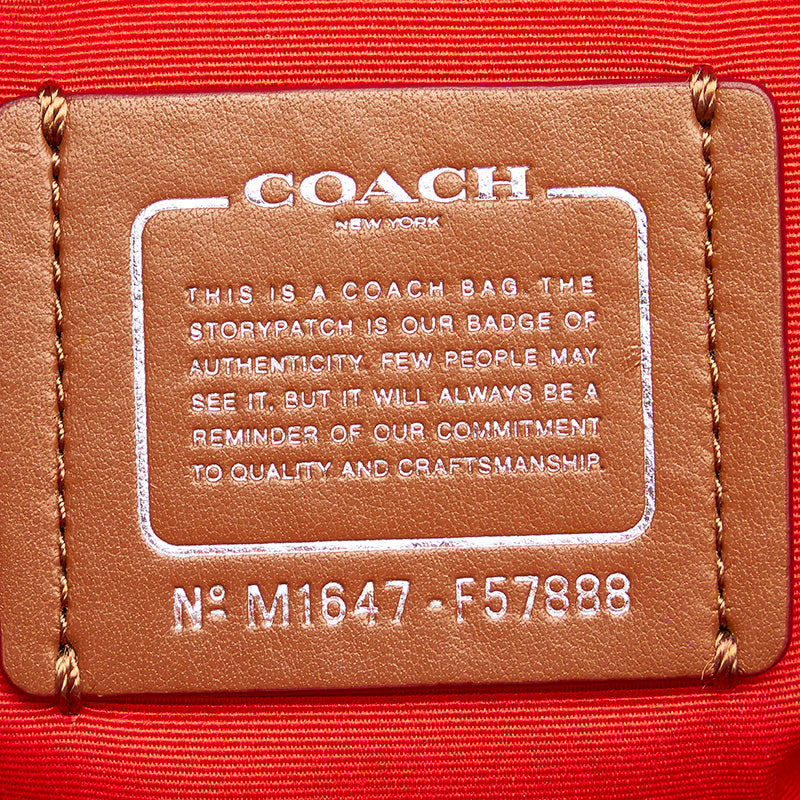 COACH
NEW YORK
THIS IS A COACH BAG. THE
STORYPATCH IS OUR BADGE OF
AUTHENTICITY. FEW PEOPLE MAY
SEE IT, BUT IT WILL ALWAYS BE A
REMINDER OF OUR COMMITMENT
TO QUALITY AND CRAFTSMANSHIP.
Nº M1647-F57888